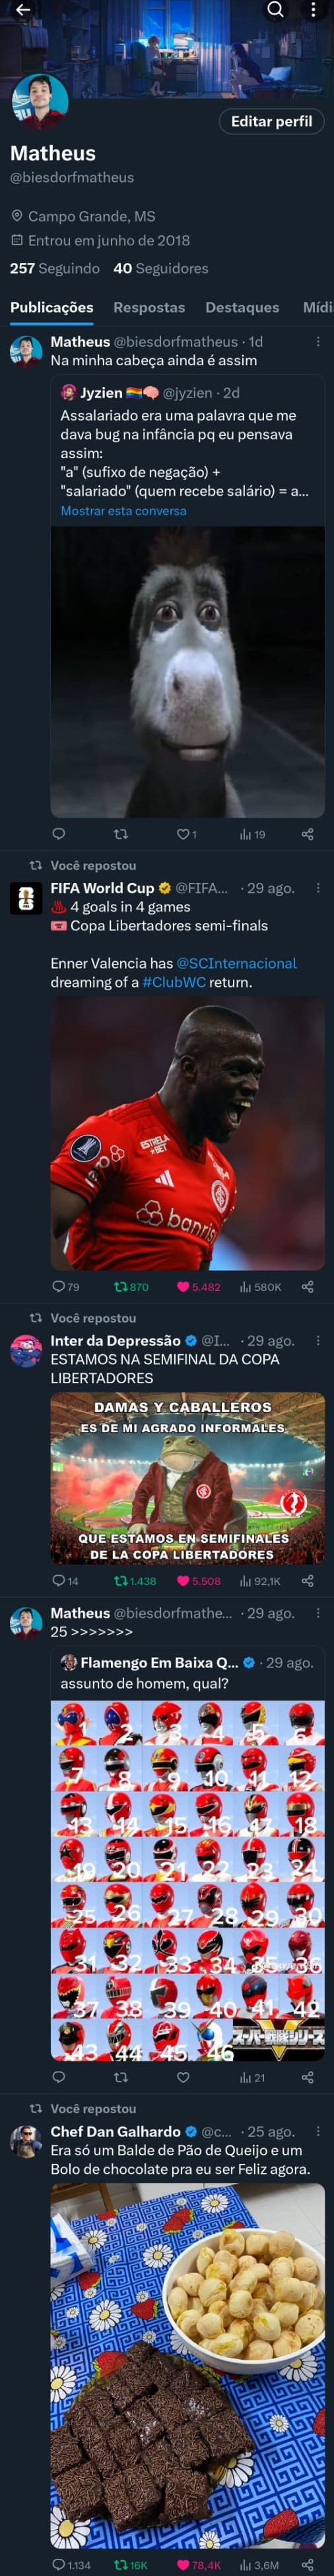 Editar perfil
Matheus
@biesdorfmatheus
Campo Grande, MS
Entrou em junho de 2018
257 Seguindo 40 Seguidores
Publicações Respostas Destaques Mídi
Matheus @biesdorfmatheus · 1d
Na minha cabeça ainda é assim
Jyzien 🏳️‍🌈🧠 @jyzien · 2d
Assalariado era uma palavra que me
dava bug na infância pq eu pensava
assim:
"a" (sufixo de negação) +
"salariado" (quem recebe salário) = a...
Mostrar esta conversa
1 19
Você repostou
FIFA World Cup @FIFA... · 29 ago.
♨️ 4 goals in 4 games
🎟️ Copa Libertadores semi-finals
Enner Valencia has @SCInternacional
dreaming of a #ClubWC return.
ESTRELA
BET
banris
79 870 5.482 580K
Você repostou
Inter da Depressão @I... · 29 ago.
ESTAMOS NA SEMIFINAL DA COPA
LIBERTADORES
DAMAS Y CABALLEROS
ES DE MI AGRADO INFORMALES
QUE ESTAMOS EN SEMIFINALES
DE LA COPA LIBERTADORES
14 1.438 5.508 92,1K
Matheus @biesdorfmathe... · 29 ago.
25 >>>>>>>
Flamengo Em Baixa Q... · 29 ago.
assunto de homem, qual?
2 3 4 5 6
7 8 9 10 11 12
13 14 15 16 17 18
19 20 21 22 23 24
25 26 27 28 29 30
31 32 33 34 35 36
37 38 39 40 41 42
43 44 45 46
スーパー戦隊シリーズ
21
Você repostou
Chef Dan Galhardo @c... · 25 ago.
Era só um Balde de Pão de Queijo e um
Bolo de chocolate pra eu ser Feliz agora.
1.134 16K 78,4K 3,6M